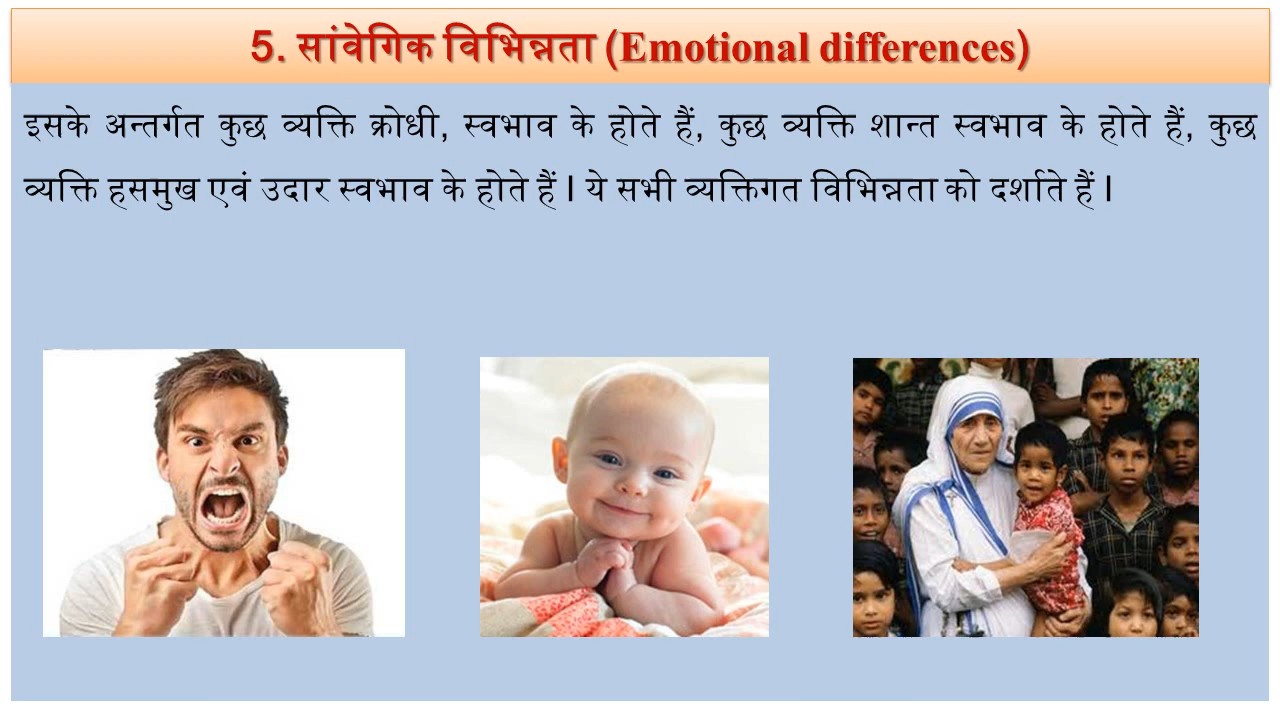 5. सांवेगिक विभिन्नता (Emotional differences)
इसके अन्तर्गत कुछ व्यक्ति क्रोधी, स्वभाव के होते हैं, कुछ व्यक्ति शान्त स्वभाव के होते हैं, कुछ
व्यक्ति हसमुख एवं उदार स्वभाव के होते हैं। ये सभी व्यक्तिगत विभिन्नता को दर्शाते हैं।